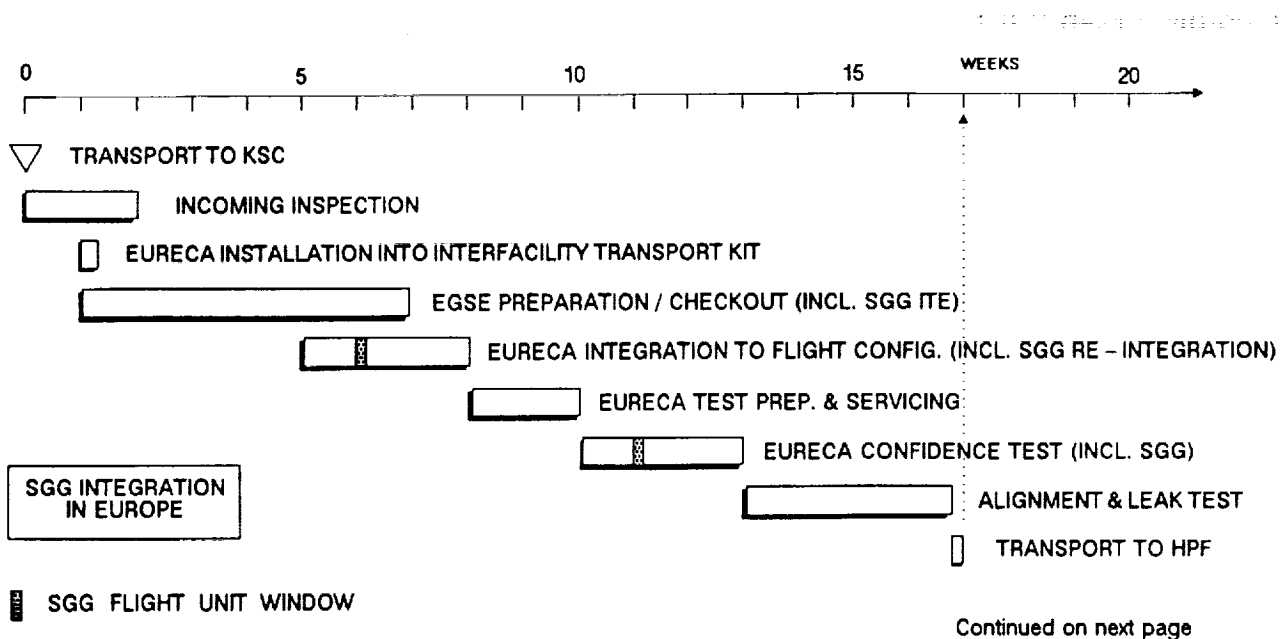 0 5 10 15 WEEKS 20
TRANSPORT TO KSC
INCOMING INSPECTION
EURECA INSTALLATION INTO INTERFACILITY TRANSPORT KIT
EGSE PREPARATION / CHECKOUT (INCL. SGG ITE)
EURECA INTEGRATION TO FLIGHT CONFIG. (INCL. SGG RE – INTEGRATION)
EURECA TEST PREP. & SERVICING
EURECA CONFIDENCE TEST (INCL. SGG)
SGG INTEGRATION
IN EUROPE
ALIGNMENT & LEAK TEST
TRANSPORT TO HPF
SGG FLIGHT UNIT WINDOW
Continued on next page